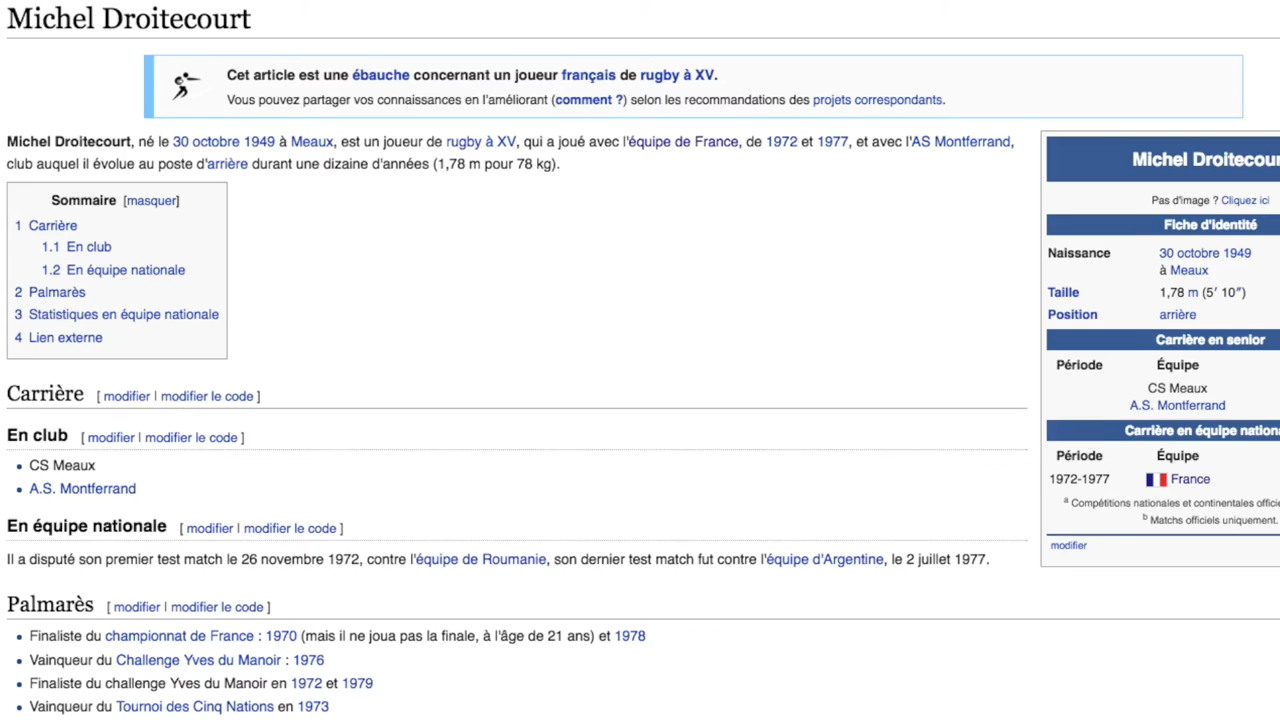 Michel Droitecourt
Cet article est une ébauche concernant un joueur français de rugby à XV.
Vous pouvez partager vos connaissances en l'améliorant (comment ?) selon les recommandations des projets correspondants.
Michel Droitecourt, né le 30 octobre 1949 à Meaux, est un joueur de rugby à XV, qui a joué avec l'équipe de France, de 1972 et 1977, et avec l'AS Montferrand,
club auquel il évolue au poste d'arrière durant une dizaine d'années (1,78 m pour 78 kg).
Sommaire [masquer]
1 Carrière
1.1 En club
1.2 En équipe nationale
2 Palmarès
3 Statistiques en équipe nationale
4 Lien externe
Carrière [ modifier | modifier le code ]
En club [ modifier | modifier le code ]
• CS Meaux
• A.S. Montferrand
En équipe nationale [ modifier | modifier le code ]
Il a disputé son premier test match le 26 novembre 1972, contre l'équipe de Roumanie, son dernier test match fut contre l'équipe d'Argentine, le 2 juillet 1977.
Palmarès [ modifier | modifier le code ]
• Finaliste du championnat de France : 1970 (mais il ne joua pas la finale, à l'âge de 21 ans) et 1978
• Vainqueur du Challenge Yves du Manoir : 1976
• Finaliste du challenge Yves du Manoir en 1972 et 1979
• Vainqueur du Tournoi des Cinq Nations en 1973
Michel Droitecour
Pas d'image ? Cliquez ici
Fiche d'identité
Naissance 30 octobre 1949
à Meaux
Taille 1,78 m (5′ 10″)
Position arrière
Carrière en senior
Période Équipe
CS Meaux
A.S. Montferrand
Carrière en équipe nation
Période Équipe
1972-1977 France
a Compétitions nationales et continentales offici
b Matchs officiels uniquement.
modifier